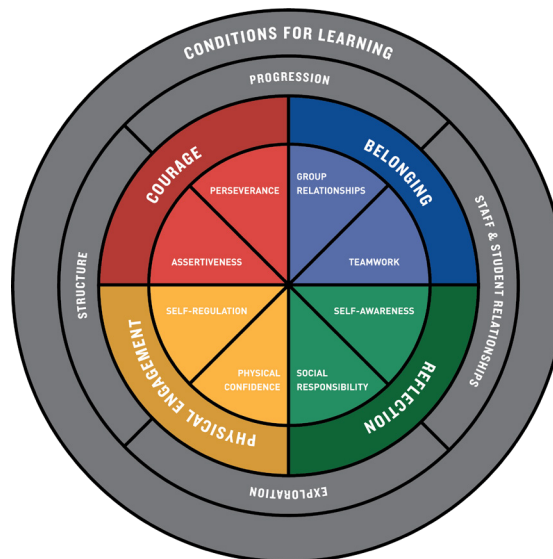 CONDITIONS FOR LEARNING
PROGRESSION
COURAGE
BELONGING
PERSEVERANCE
GROUP
RELATIONSHIPS
ASSERTIVENESS
TEAMWORK
STRUCTURE
STAFF & STUDENT RELATIONSHIPS
SELF-REGULATION
SELF-AWARENESS
PHYSICAL
CONFIDENCE
SOCIAL
RESPONSIBILITY
PHYSICAL ENGAGEMENT
REFLECTION
EXPLORATION